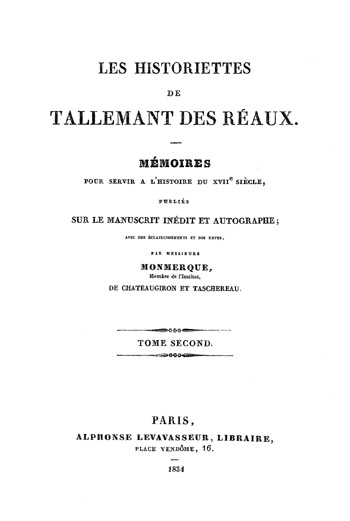 LES HISTORIETTES
DE
TALLEMANT DES RÉAUX.
MÉMOIRES
POUR SERVIR A L'HISTOIRE DU XVIIe SIÈCLE,
PUBLIÉS
SUR LE MANUSCRIT INÉDIT ET AUTOGRAPHE;
AVEC DES ÉCLAIRCISSEMENTS ET DES NOTES,
PAR MESSIEURS
MONMERQUÉ,
Membre de l'Institut,
DE CHATEAUGIRON ET TASCHEREAU.
TOME SECOND.
PARIS,
ALPHONSE LEVAVASSEUR, LIBRAIRE,
PLACE VENDÔME, 16.
1834